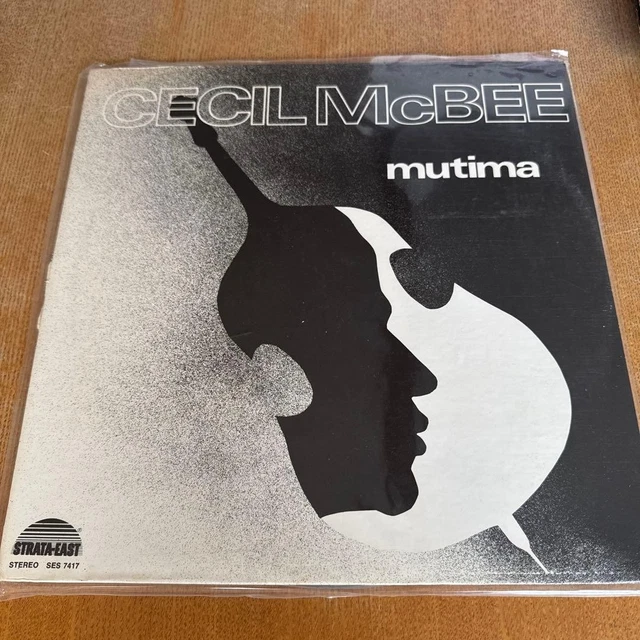 CECIL McBEE
mutima
STRATA-EAST
STEREO SES 7417